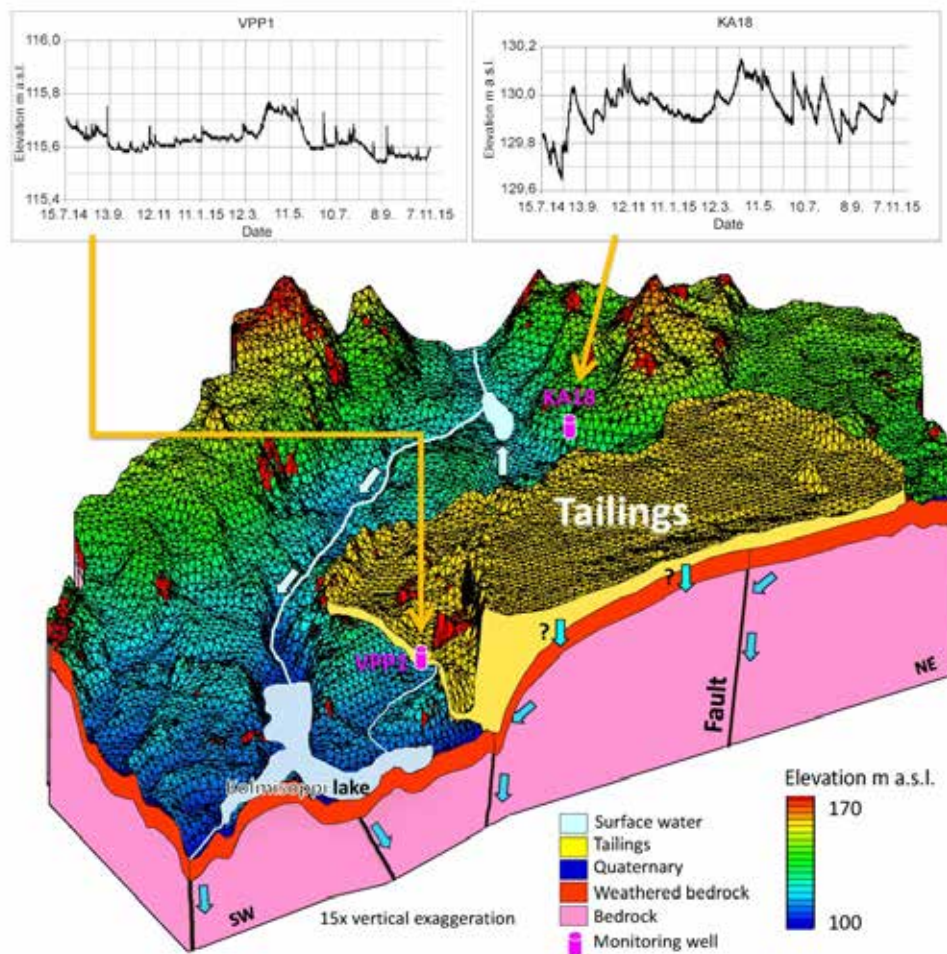 VPP1
116,0
115,8
115,6
115,4
Elevation m a.s.l.
15.7.14 13.9. 12.11 11.1.15 12.3. 11.5. 10.7. 8 9. 7.11.15
Date
KA18
130,2
130,0
129,8
129,6
Elevation m a.s.l.
15.7.14 13.9. 12.11 11.1.15 12.3. 11.5. 10.7. 8 9. 7.11.15
Date
KA18
Tailings
?
?
VPP1
Fault
NE
lake
SW
15x vertical exaggeration
Surface water
Tailings
Quaternary
Weathered bedrock
Bedrock
Monitoring well
Elevation m a.s.l.
170
100